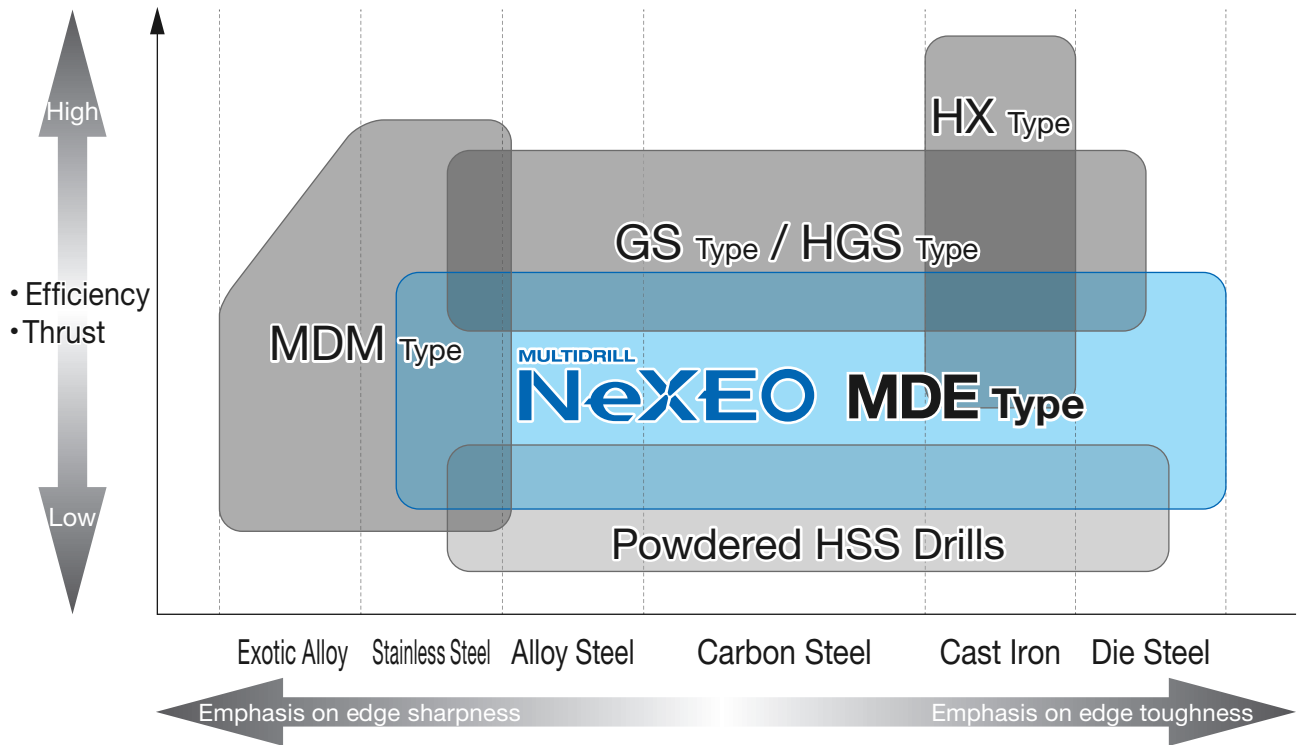 High
• Efficiency
• Thrust
Low
HX Type
GS Type / HGS Type
MDM Type
MULTIDRILL
NeXEO MDE Type
Powdered HSS Drills
Exotic Alloy Stainless Steel Alloy Steel Carbon Steel Cast Iron Die Steel
Emphasis on edge sharpness Emphasis on edge toughness